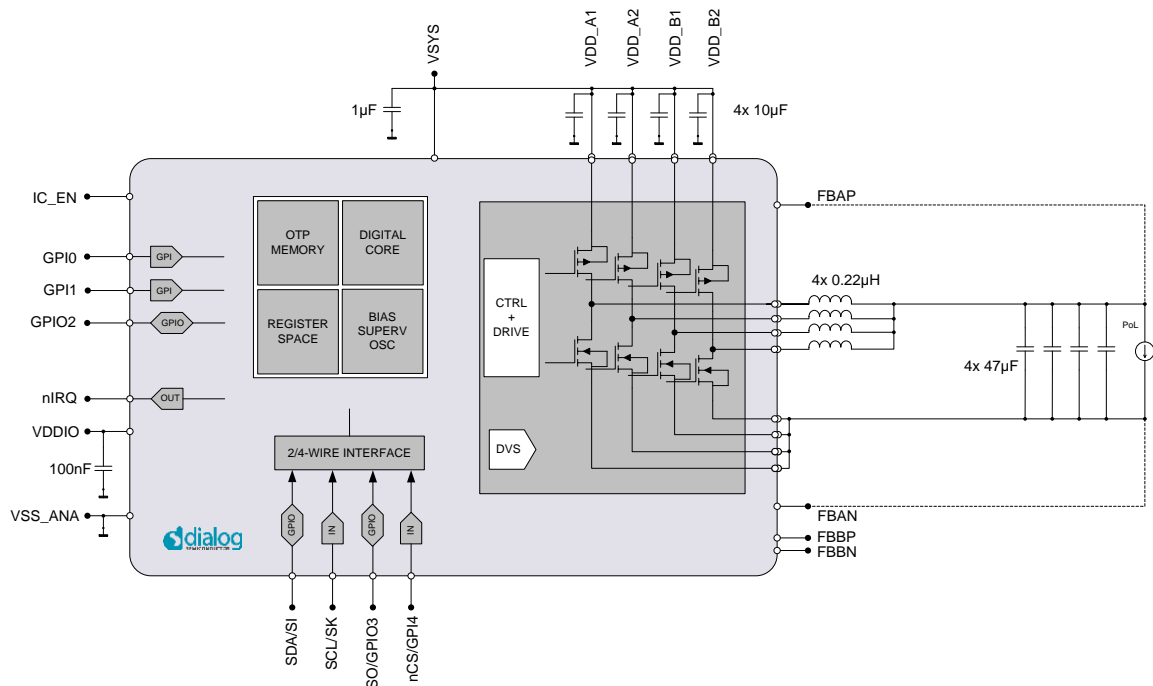 VSYS
VDD_A1
VDD_A2
VDD_B1
VDD_B2
1µF
4x 10µF
IC_EN
GPI0
GPI
GPI1
GPI
GPIO2
GPIO
nIRQ
OUT
VDDIO
100nF
VSS_ANA
OTP
MEMORY
DIGITAL
CORE
REGISTER
SPACE
BIAS
SUPERV
OSC
2/4-WIRE INTERFACE
GPIO
IN
GPIO
IN
SDA/SI
SCL/SK
SO/GPIO3
nCS/GPI4
dialog
SEMICONDUCTOR
CTRL
+
DRIVE
DVS
FBAP
4x 0.22µH
4x 47µF
PoL
FBAN
FBBP
FBBN